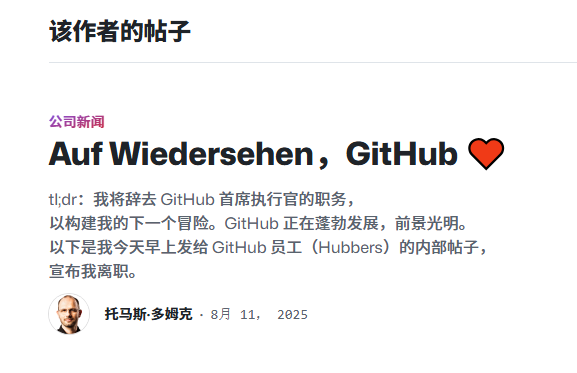 该作者的帖子
公司新闻
Auf Wiedersehen，GitHub ❤️
tl;dr：我将辞去 GitHub 首席执行官的职务，
以构建我的下一个冒险。GitHub 正在蓬勃发展，前景光明。
以下是我今天早上发给 GitHub 员工（Hubbers）的内部帖子，
宣布我离职。
托马斯·多姆克 · 8月 11， 2025